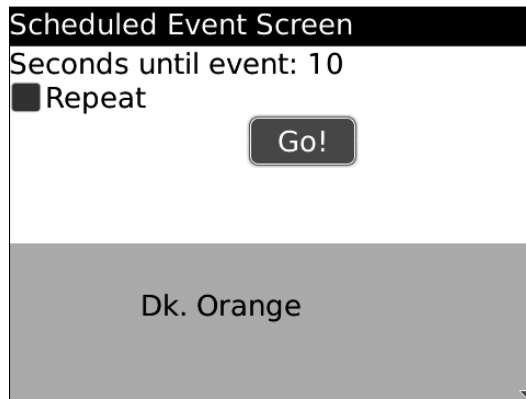 Scheduled Event Screen
Seconds until event: 10
Repeat
Go!
Dk. Orange